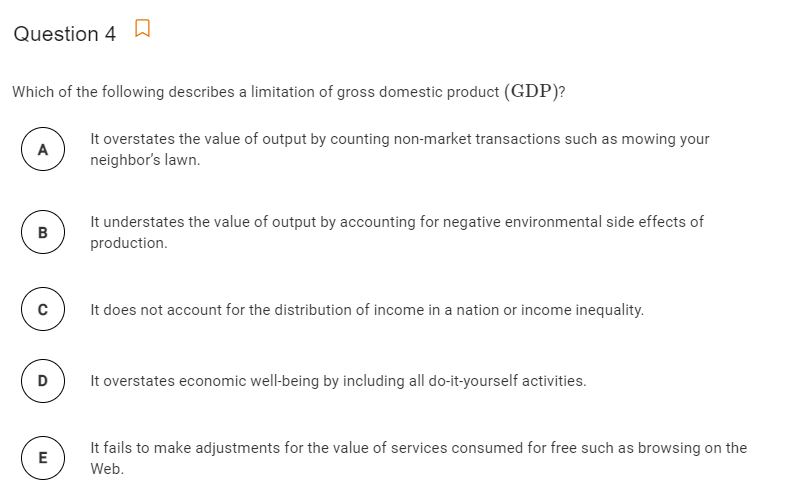 Question 4
Which of the following describes a limitation of gross domestic product (GDP)?
A
It overstates the value of output by counting non-market transactions such as mowing your
neighbor's lawn.
B
It understates the value of output by accounting for negative environmental side effects of
production.
C
It does not account for the distribution of income in a nation or income inequality.
D
It overstates economic well-being by including all do-it-yourself activities.
E
It fails to make adjustments for the value of services consumed for free such as browsing on the
Web.